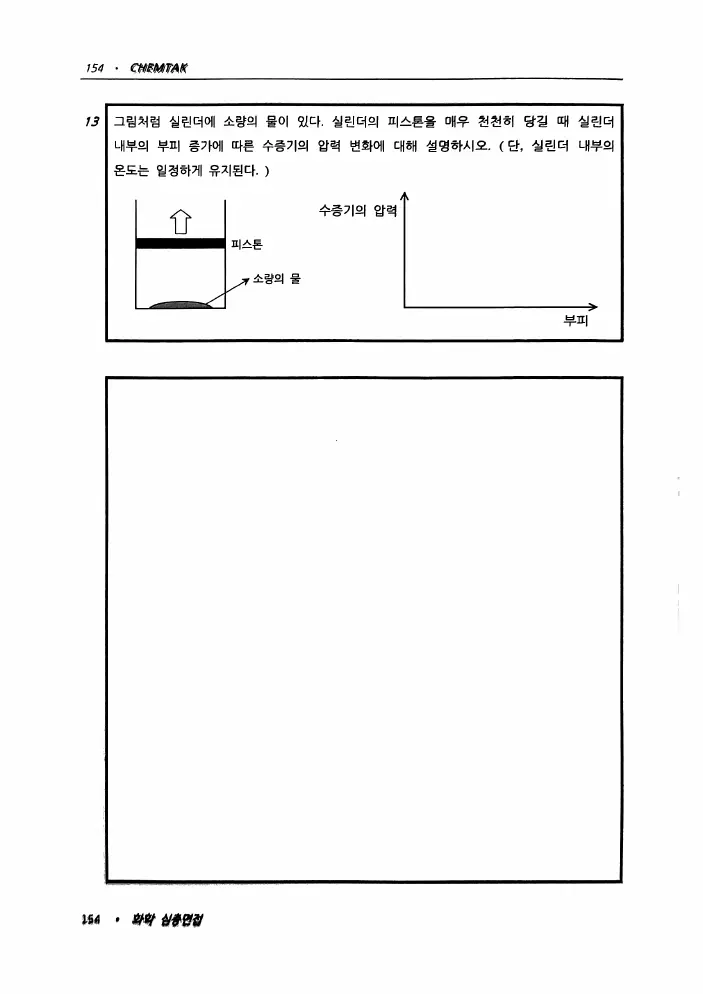 154 • CHEMTAK
13 그림처럼 실린더에 소량의 물이 있다. 실린더의 피스톤을 매우 천천히 당길 때 실린더
내부의 부피 증가에 따른 수증기의 압력 변화에 대해 설명하시오. ( 단, 실린더 내부의
온도는 일정하게 유지된다. )
수증기의 압력
피스톤
소량의 물
부피
154 • 화학 심층면접